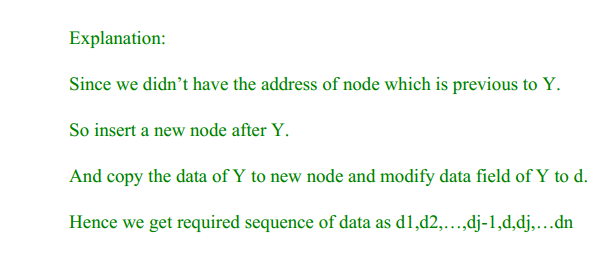 Explanation:
Since we didn’t have the address of node which is previous to Y.
So insert a new node after Y.
And copy the data of Y to new node and modify data field of Y to d.
Hence we get required sequence of data as d1,d2,…,dj-1,d,dj,…dn